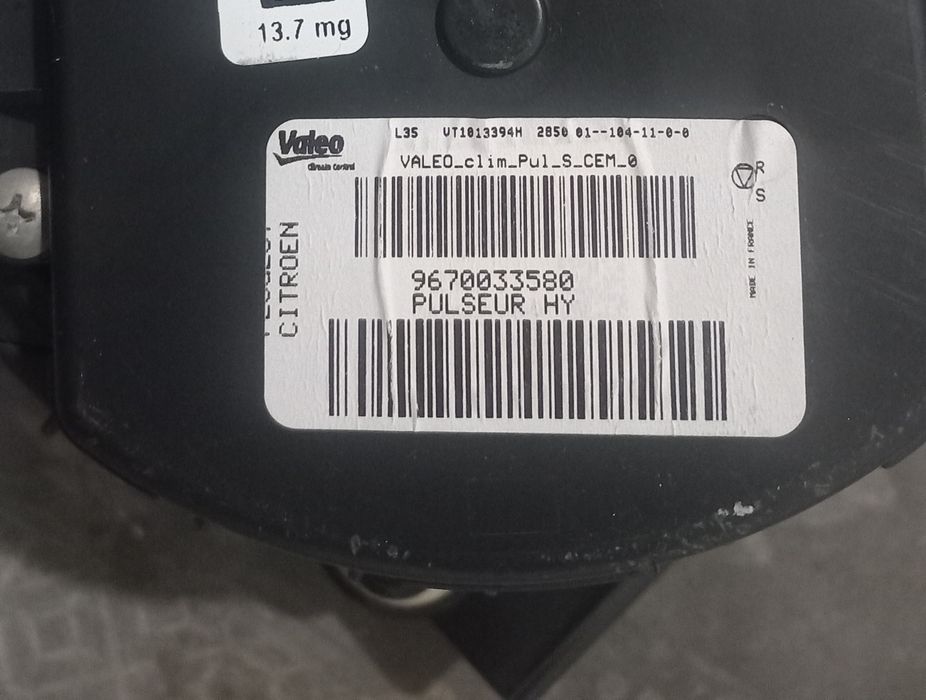 13.7 mg
Valeo
Climate Control
L35 VT1013394H 2850 01--104-11-0-0
VALEO_clim_Pul_S_CEM_0
R
S
MADE IN FRANCE
CITROEN
9670033580
PULSEUR HY